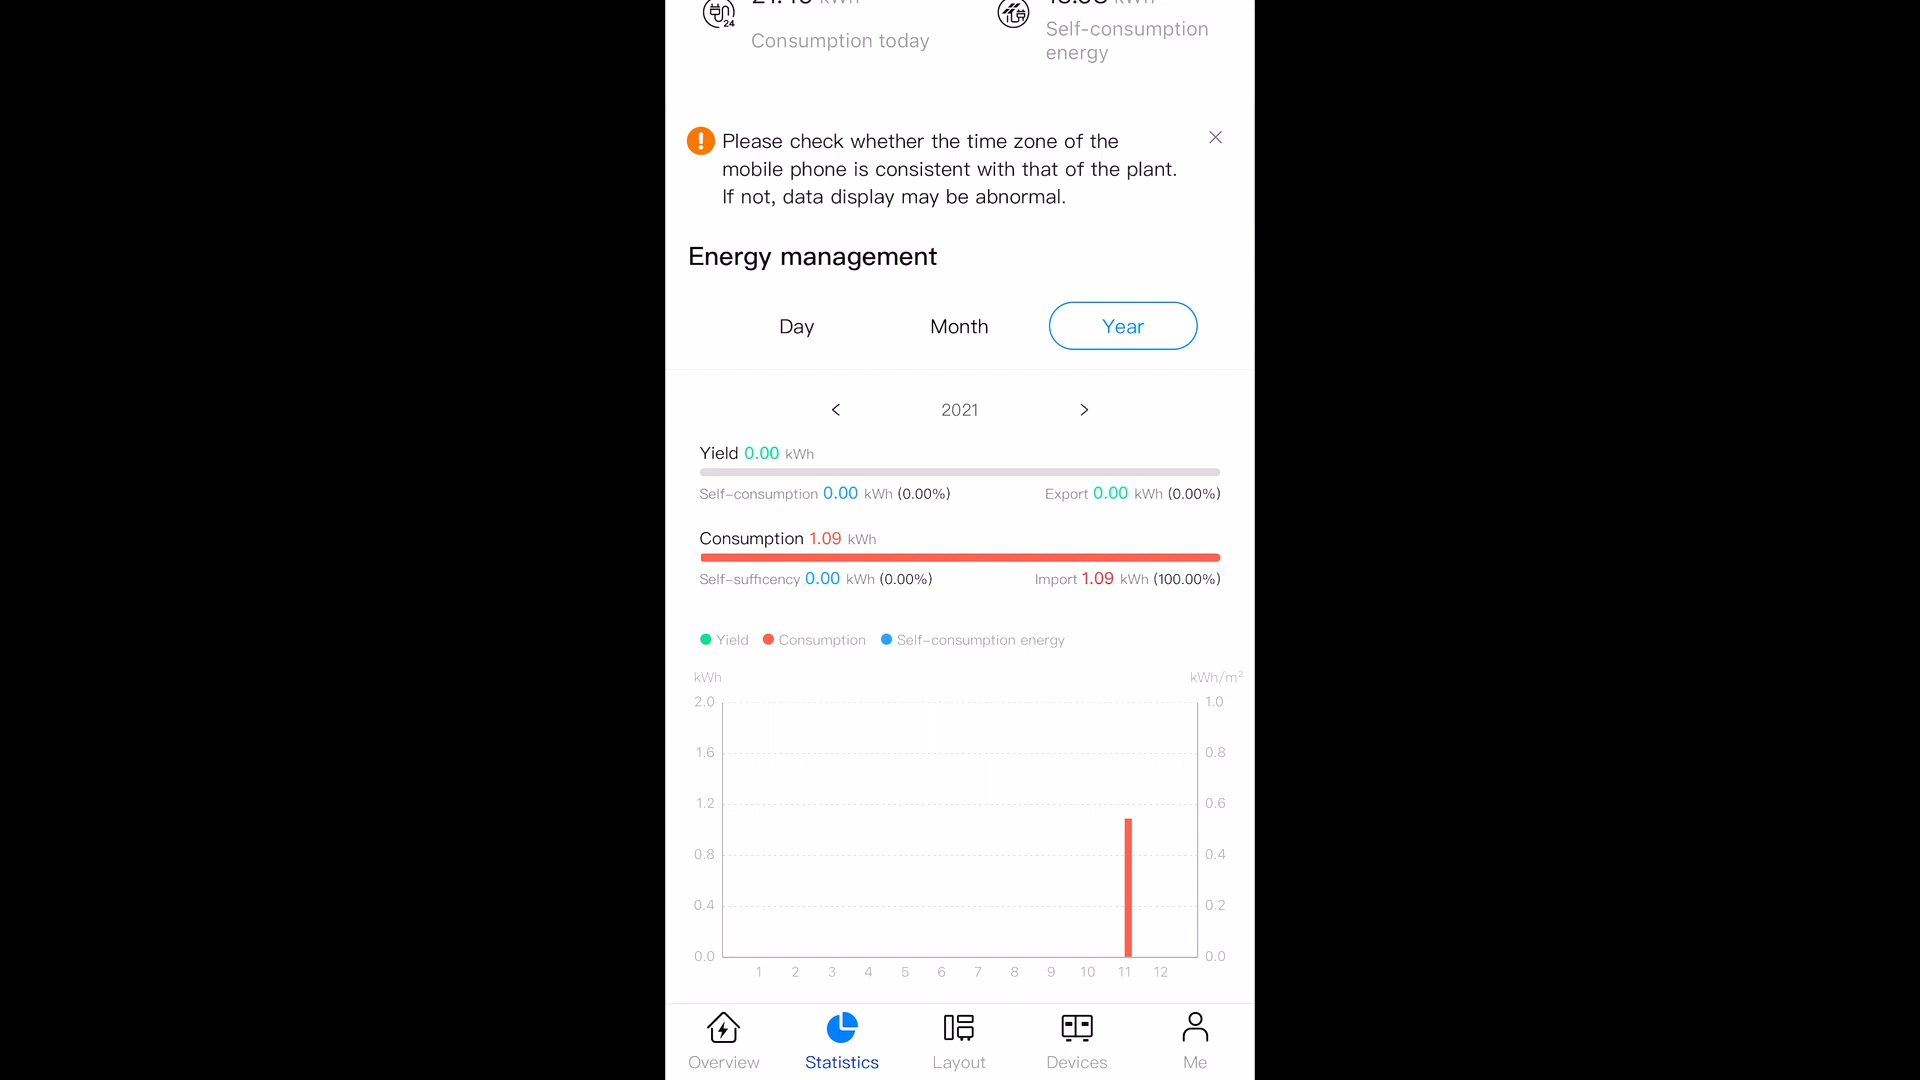 kWh
kWh
24
Consumption today
Self-consumption
energy
Please check whether the time zone of the
mobile phone is consistent with that of the plant.
If not, data display may be abnormal.
Energy management
Day Month Year
2021
Yield 0.00 kWh
Self-consumption 0.00 kWh (0.00%) Export 0.00 kWh (0.00%)
Consumption 1.09 kWh
Self-sufficency 0.00 kWh (0.00%) Import 1.09 kWh (100.00%)
Yield Consumption Self-consumption energy
kWh kWh/m²
2.0 1.0
1.6 0.8
1.2 0.6
0.8 0.4
0.4 0.2
0.0 0.0
1 2 3 4 5 6 7 8 9 10 11 12
Overview Statistics Layout Devices Me